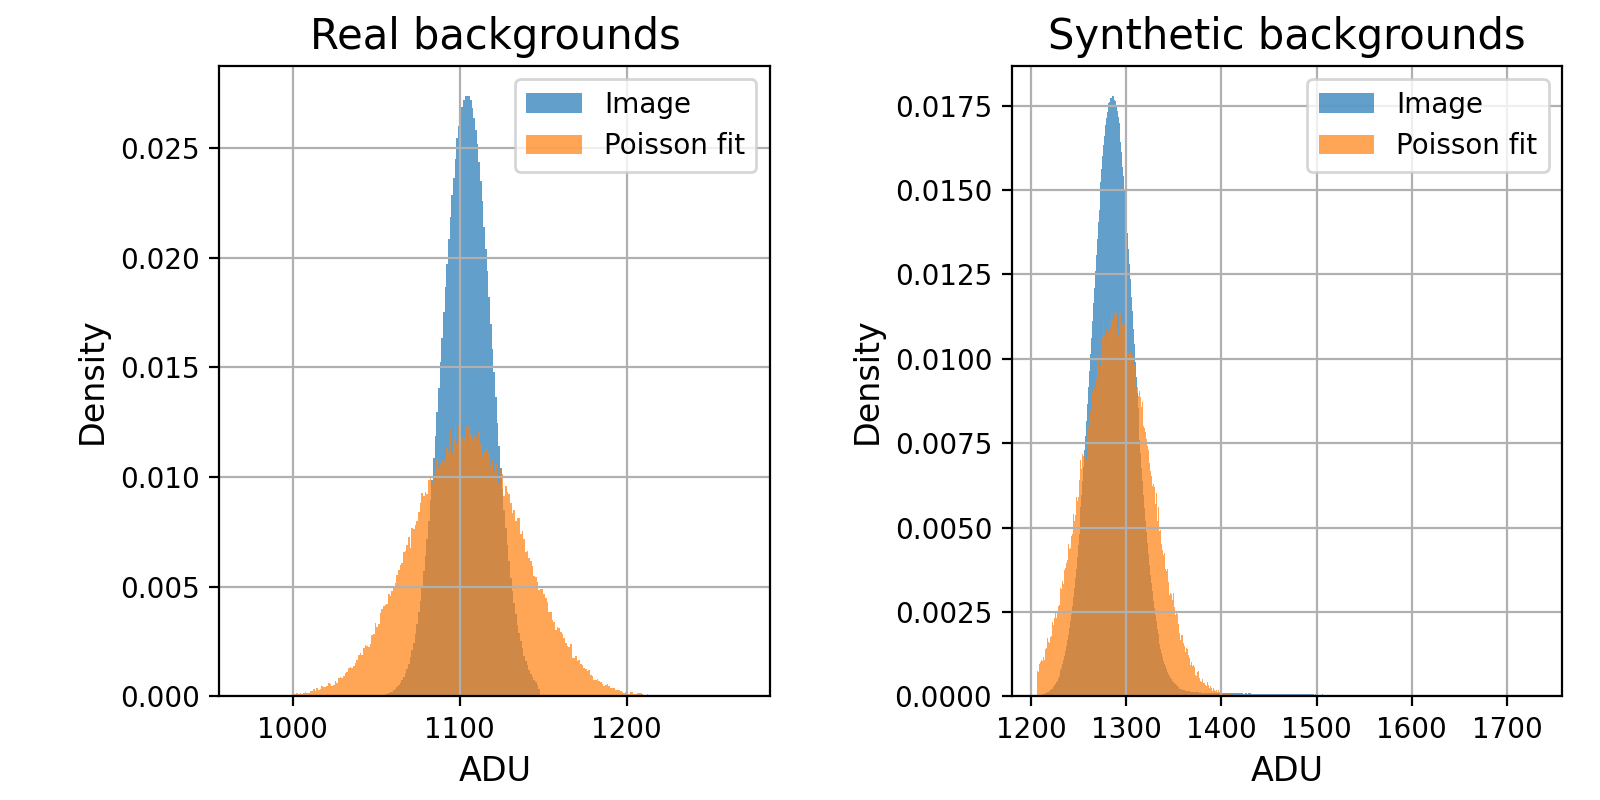 Real backgrounds
Image
Poisson fit
0.025
0.020
0.015
0.010
0.005
0.000
Density
1000
1100
1200
ADU
Synthetic backgrounds
Image
Poisson fit
0.0175
0.0150
0.0125
0.0100
0.0075
0.0050
0.0025
0.0000
Density
1200
1300
1400
1500
1600
1700
ADU